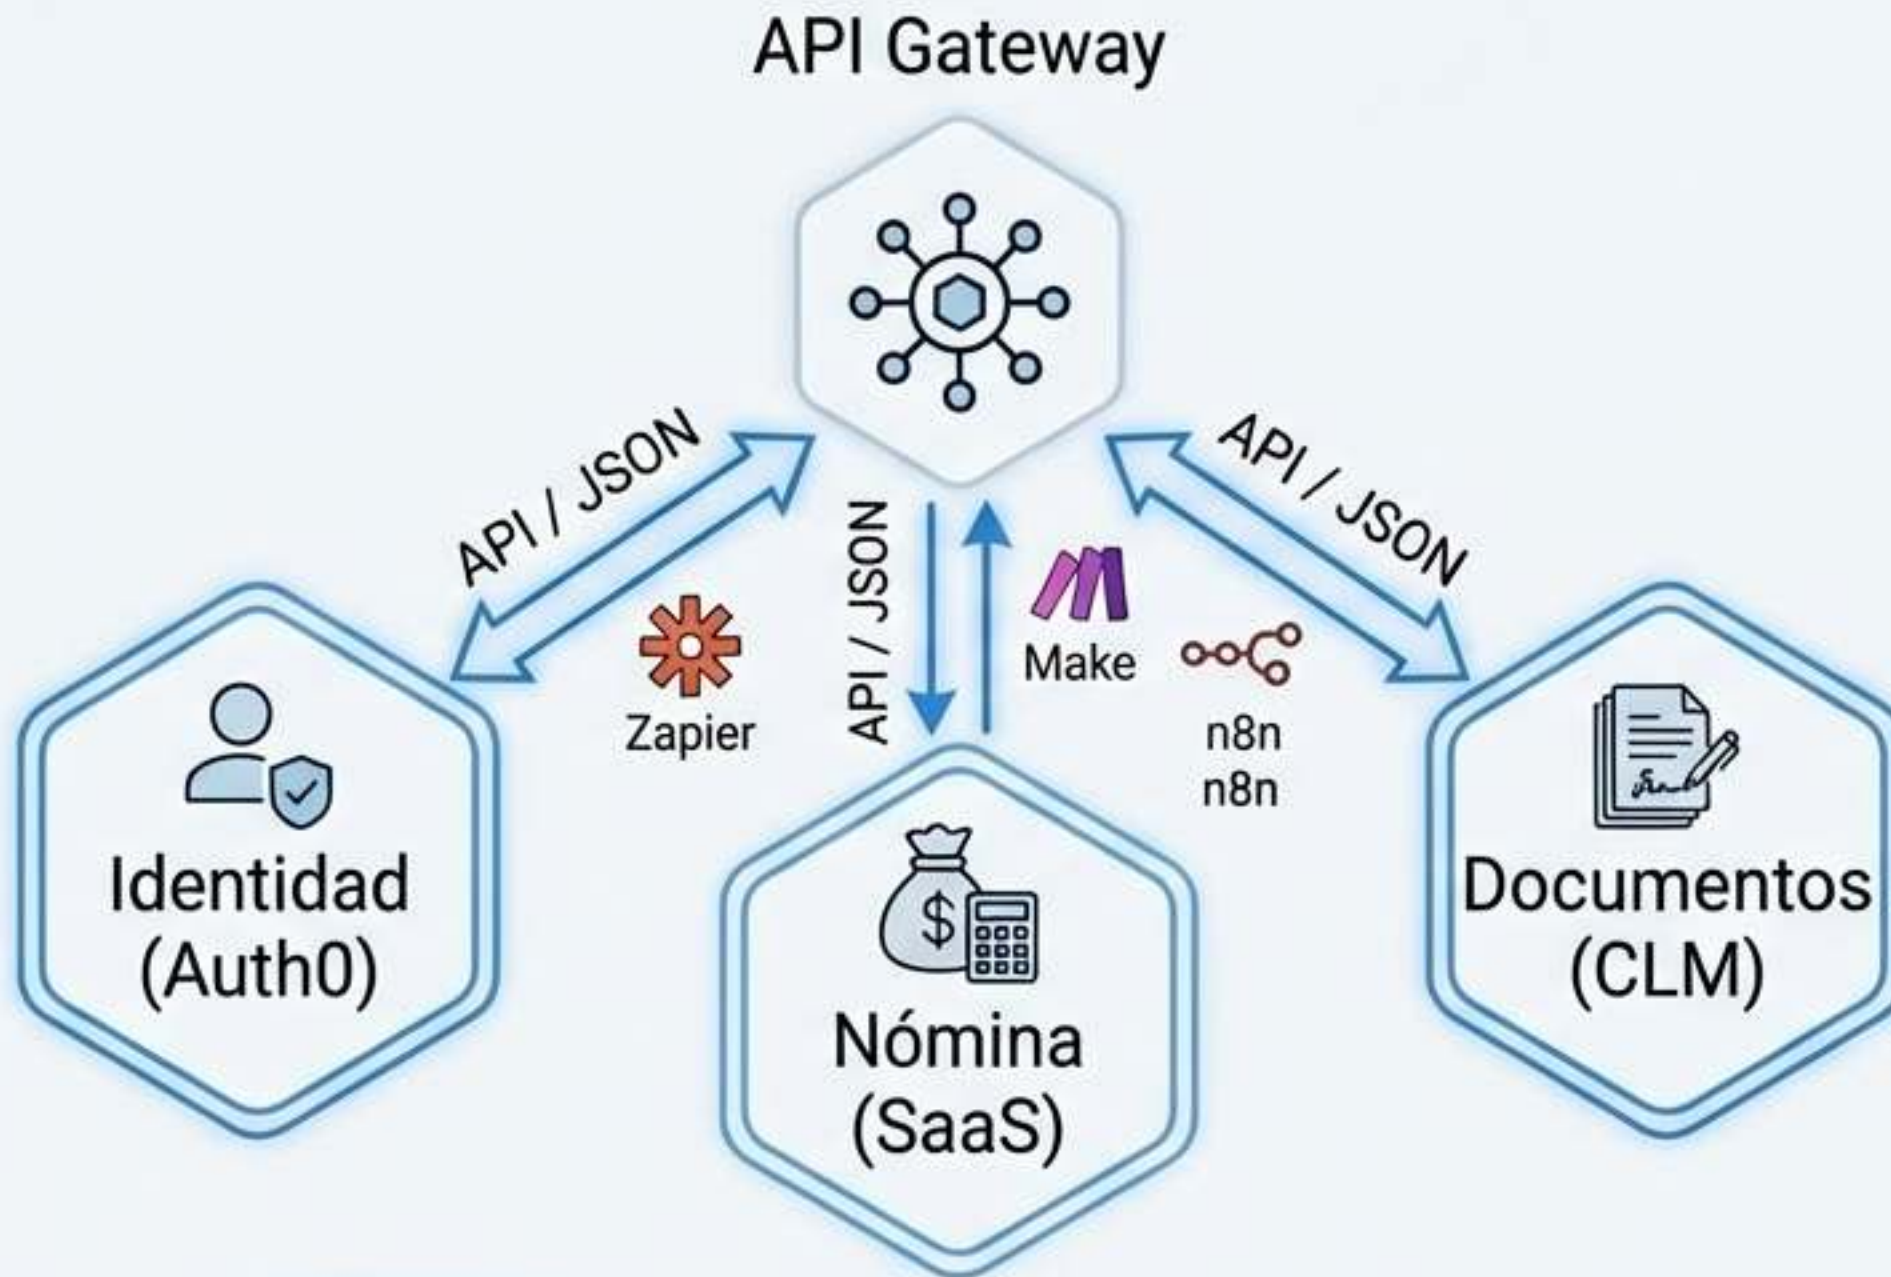 API Gateway
API / JSON
API / JSON
API / JSON
Zapier
Make
n8n
n8n
Identidad
(Auth0)
Nómina
(SaaS)
Documentos
(CLM)